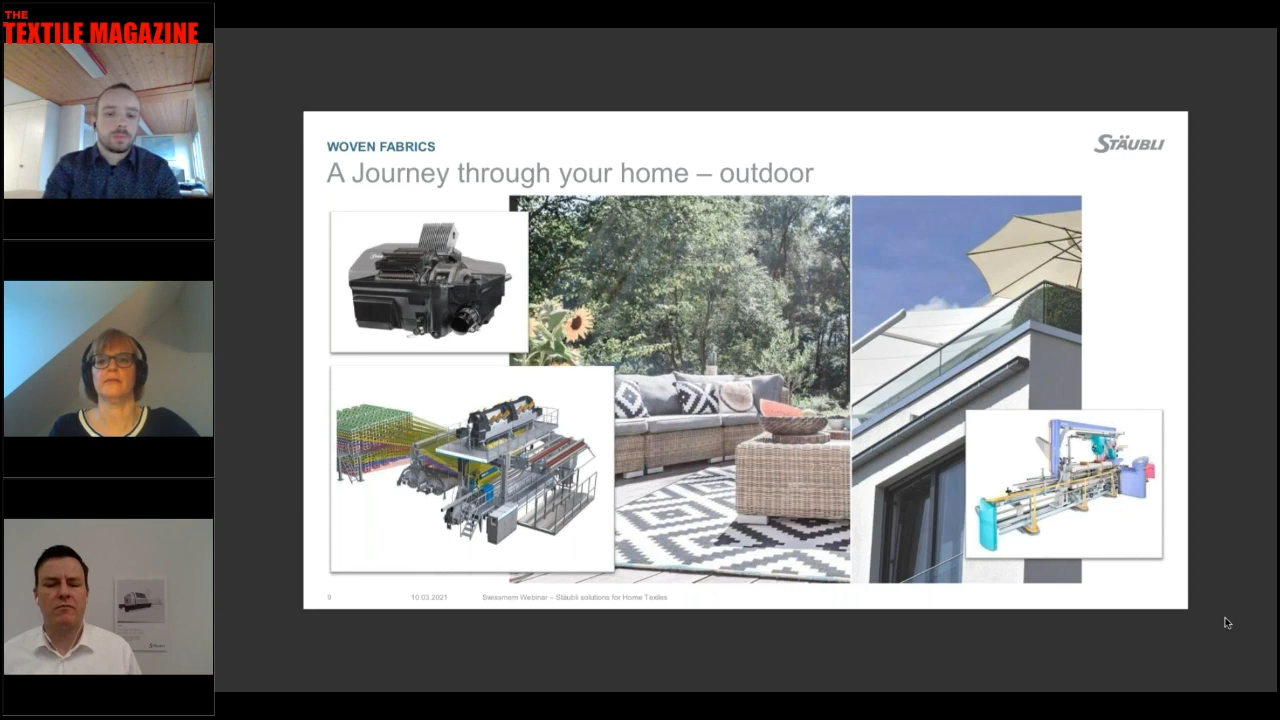 THE
TEXTILE MAGAZINE
WOVEN FABRICS
STÄUBLI
A Journey through your home – outdoor
9
10.03.2021
Swissmem Webinar – Stäubli solutions for Home Textiles